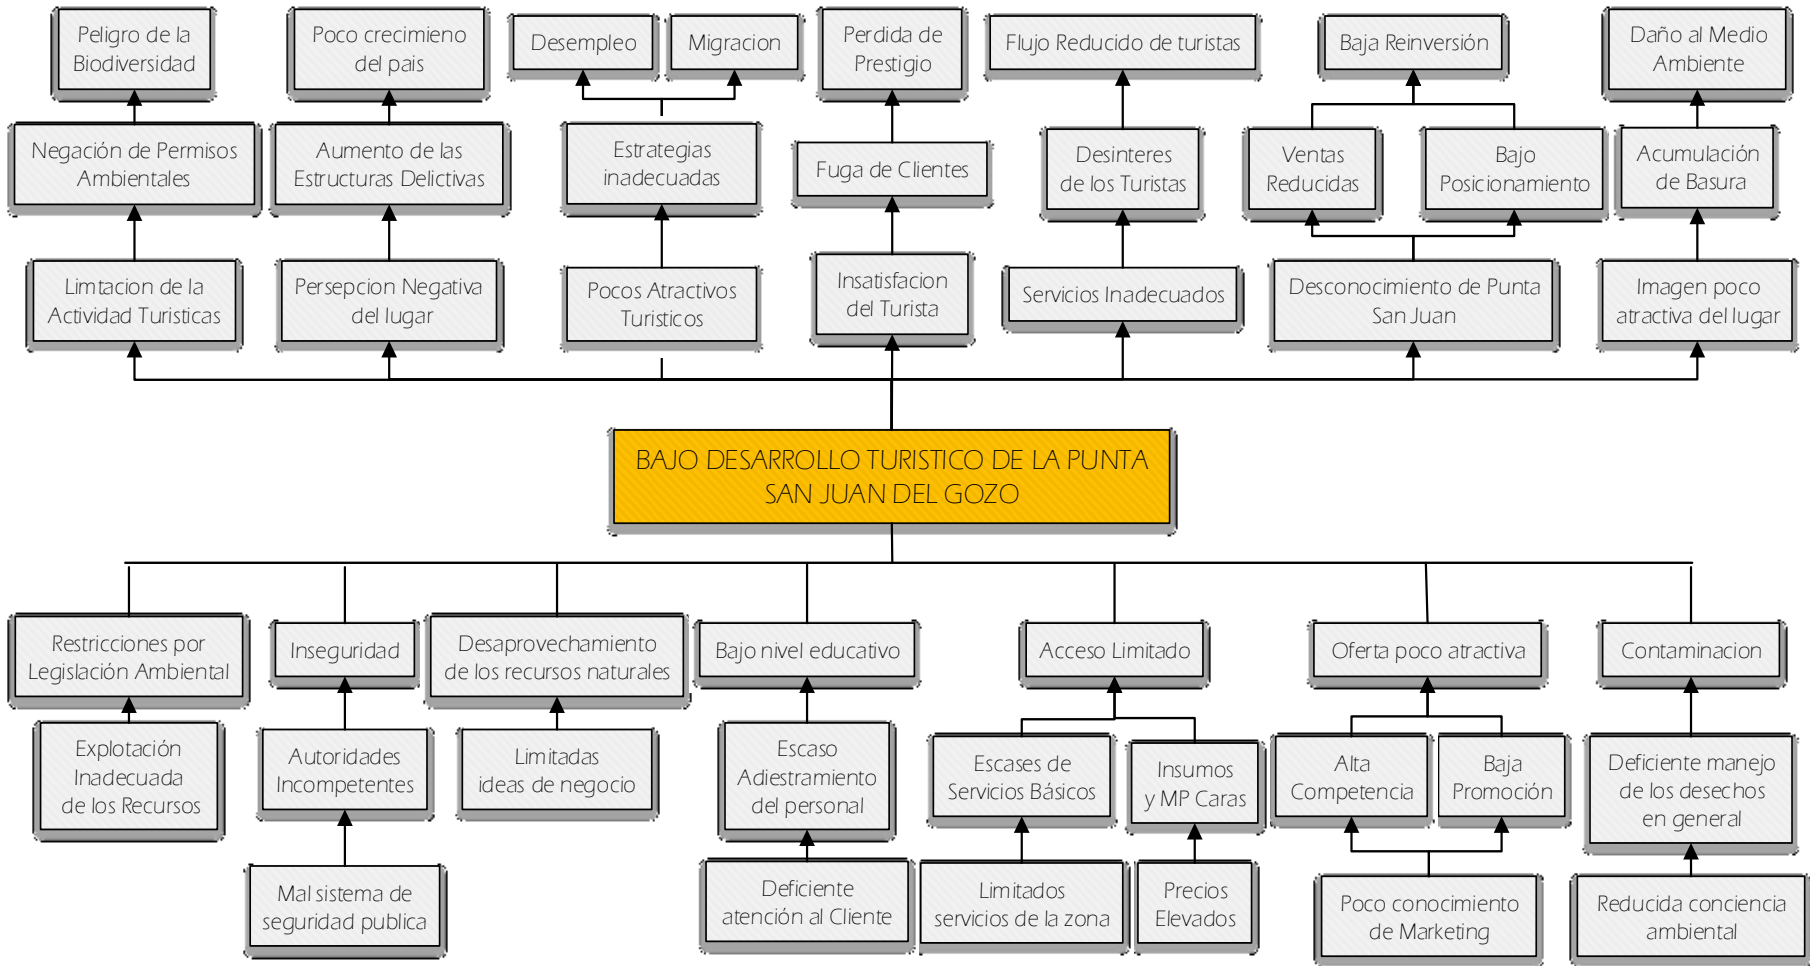 Peligro de la
Biodiversidad
Poco crecimieno
del pais
Desempleo
Migracion
Perdida de
Prestigio
Flujo Reducido de turistas
Baja Reinversión
Daño al Medio
Ambiente
Negación de Permisos
Ambientales
Aumento de las
Estructuras Delictivas
Estrategias
inadecuadas
Fuga de Clientes
Desinteres
de los Turistas
Ventas
Reducidas
Bajo
Posicionamiento
Acumulación
de Basura
Limtacion de la
Actividad Turisticas
Persepcion Negativa
del lugar
Pocos Atractivos
Turisticos
Insatisfacion
del Turista
Servicios Inadecuados
Desconocimiento de Punta
San Juan
Imagen poco
atractiva del lugar
BAJO DESARROLLO TURISTICO DE LA PUNTA
SAN JUAN DEL GOZO
Restricciones por
Legislación Ambiental
Inseguridad
Desaprovechamiento
de los recursos naturales
Bajo nivel educativo
Acceso Limitado
Oferta poco atractiva
Contaminacion
Explotación
Inadecuada
de los Recursos
Autoridades
Incompetentes
Limitadas
ideas de negocio
Escaso
Adiestramiento
del personal
Escases de
Servicios Básicos
Insumos
y MP Caras
Alta
Competencia
Baja
Promoción
Deficiente manejo
de los desechos
en general
Mal sistema de
seguridad publica
Deficiente
atención al Cliente
Limitados
servicios de la zona
Precios
Elevados
Poco conocimiento
de Marketing
Reducida conciencia
ambiental